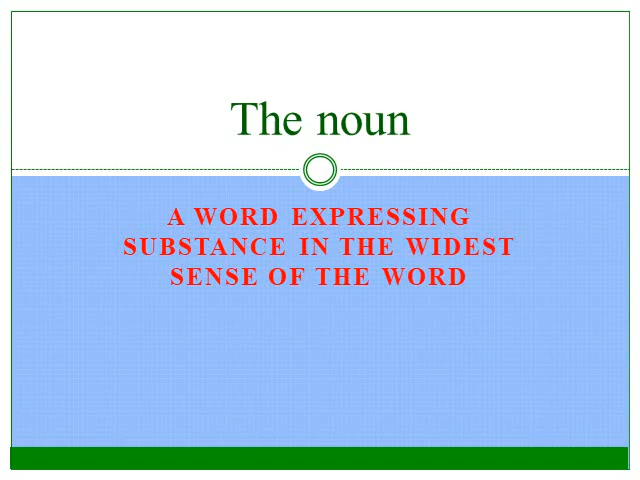 The noun
A WORD EXPRESSING
SUBSTANCE IN THE WIDEST
SENSE OF THE WORD